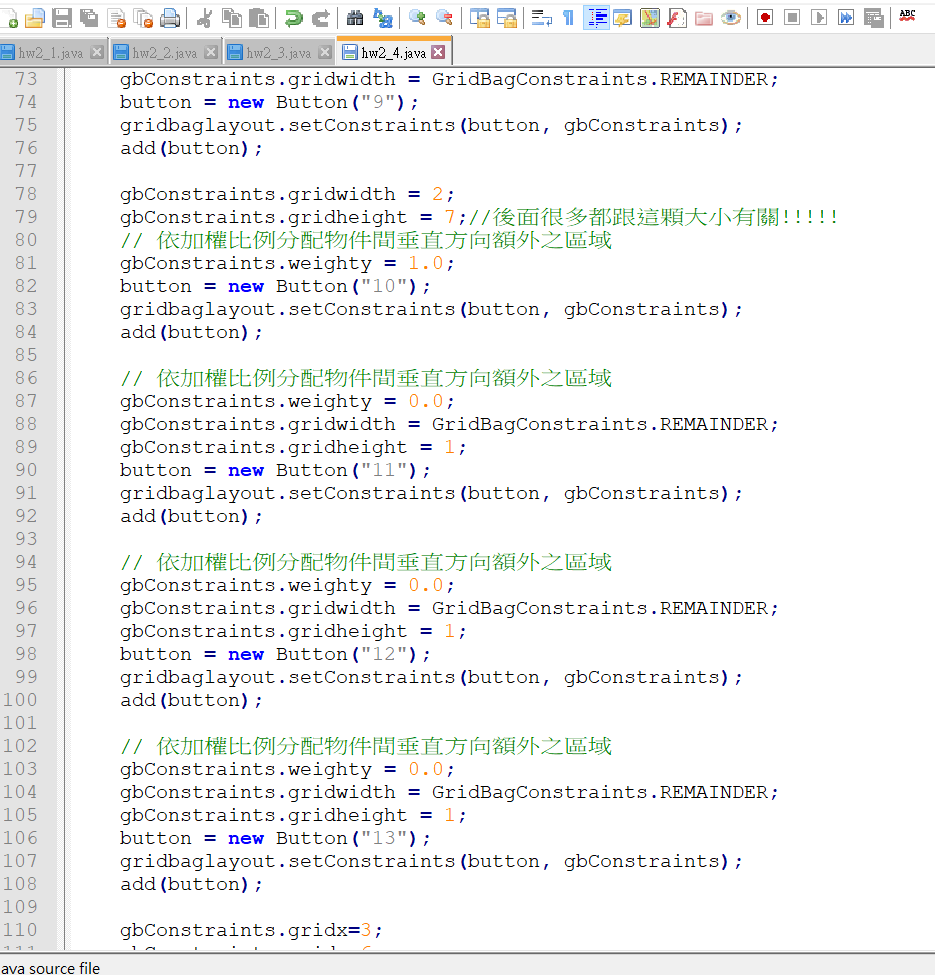 ABC
hw2_1.java hw2_2.java hw2_3.java hw2_4.java
73 gbConstraints.gridwidth = GridBagConstraints.REMAINDER;
74 button = new Button("9");
75 gridbaglayout.setConstraints(button, gbConstraints);
76 add(button);
77
78 gbConstraints.gridwidth = 2;
79 gbConstraints.gridheight = 7;//後面很多都跟這顆大小有關!!!!!
80 // 依加權比例分配物件間垂直方向額外之區域
81 gbConstraints.weighty = 1.0;
82 button = new Button("10");
83 gridbaglayout.setConstraints(button, gbConstraints);
84 add(button);
85
86 // 依加權比例分配物件間垂直方向額外之區域
87 gbConstraints.weighty = 0.0;
88 gbConstraints.gridwidth = GridBagConstraints.REMAINDER;
89 gbConstraints.gridheight = 1;
90 button = new Button("11");
91 gridbaglayout.setConstraints(button, gbConstraints);
92 add(button);
93
94 // 依加權比例分配物件間垂直方向額外之區域
95 gbConstraints.weighty = 0.0;
96 gbConstraints.gridwidth = GridBagConstraints.REMAINDER;
97 gbConstraints.gridheight = 1;
98 button = new Button("12");
99 gridbaglayout.setConstraints(button, gbConstraints);
100 add(button);
101
102 // 依加權比例分配物件間垂直方向額外之區域
103 gbConstraints.weighty = 0.0;
104 gbConstraints.gridwidth = GridBagConstraints.REMAINDER;
105 gbConstraints.gridheight = 1;
106 button = new Button("13");
107 gridbaglayout.setConstraints(button, gbConstraints);
108 add(button);
109
110 gbConstraints.gridx=3;
ava source file